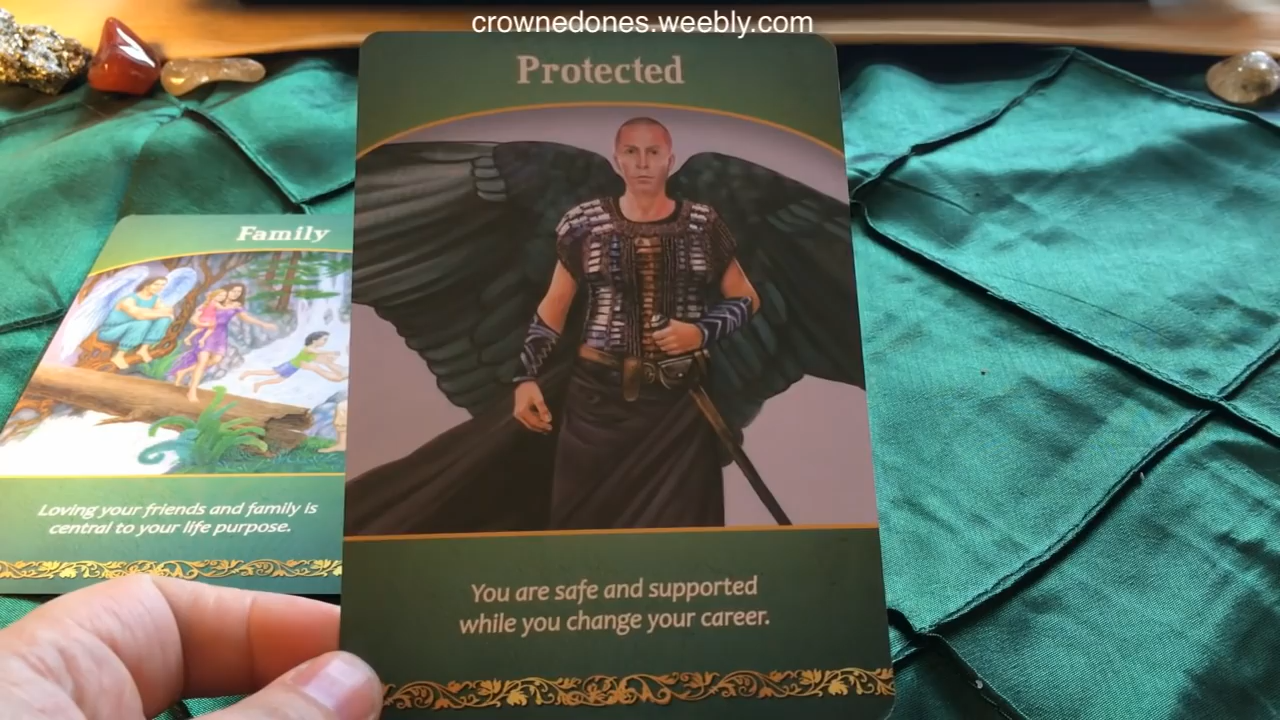 crownedones.weebly.com
Protected
Family
Loving your friends and family is
central to your life purpose.
You are safe and supported
while you change your career.